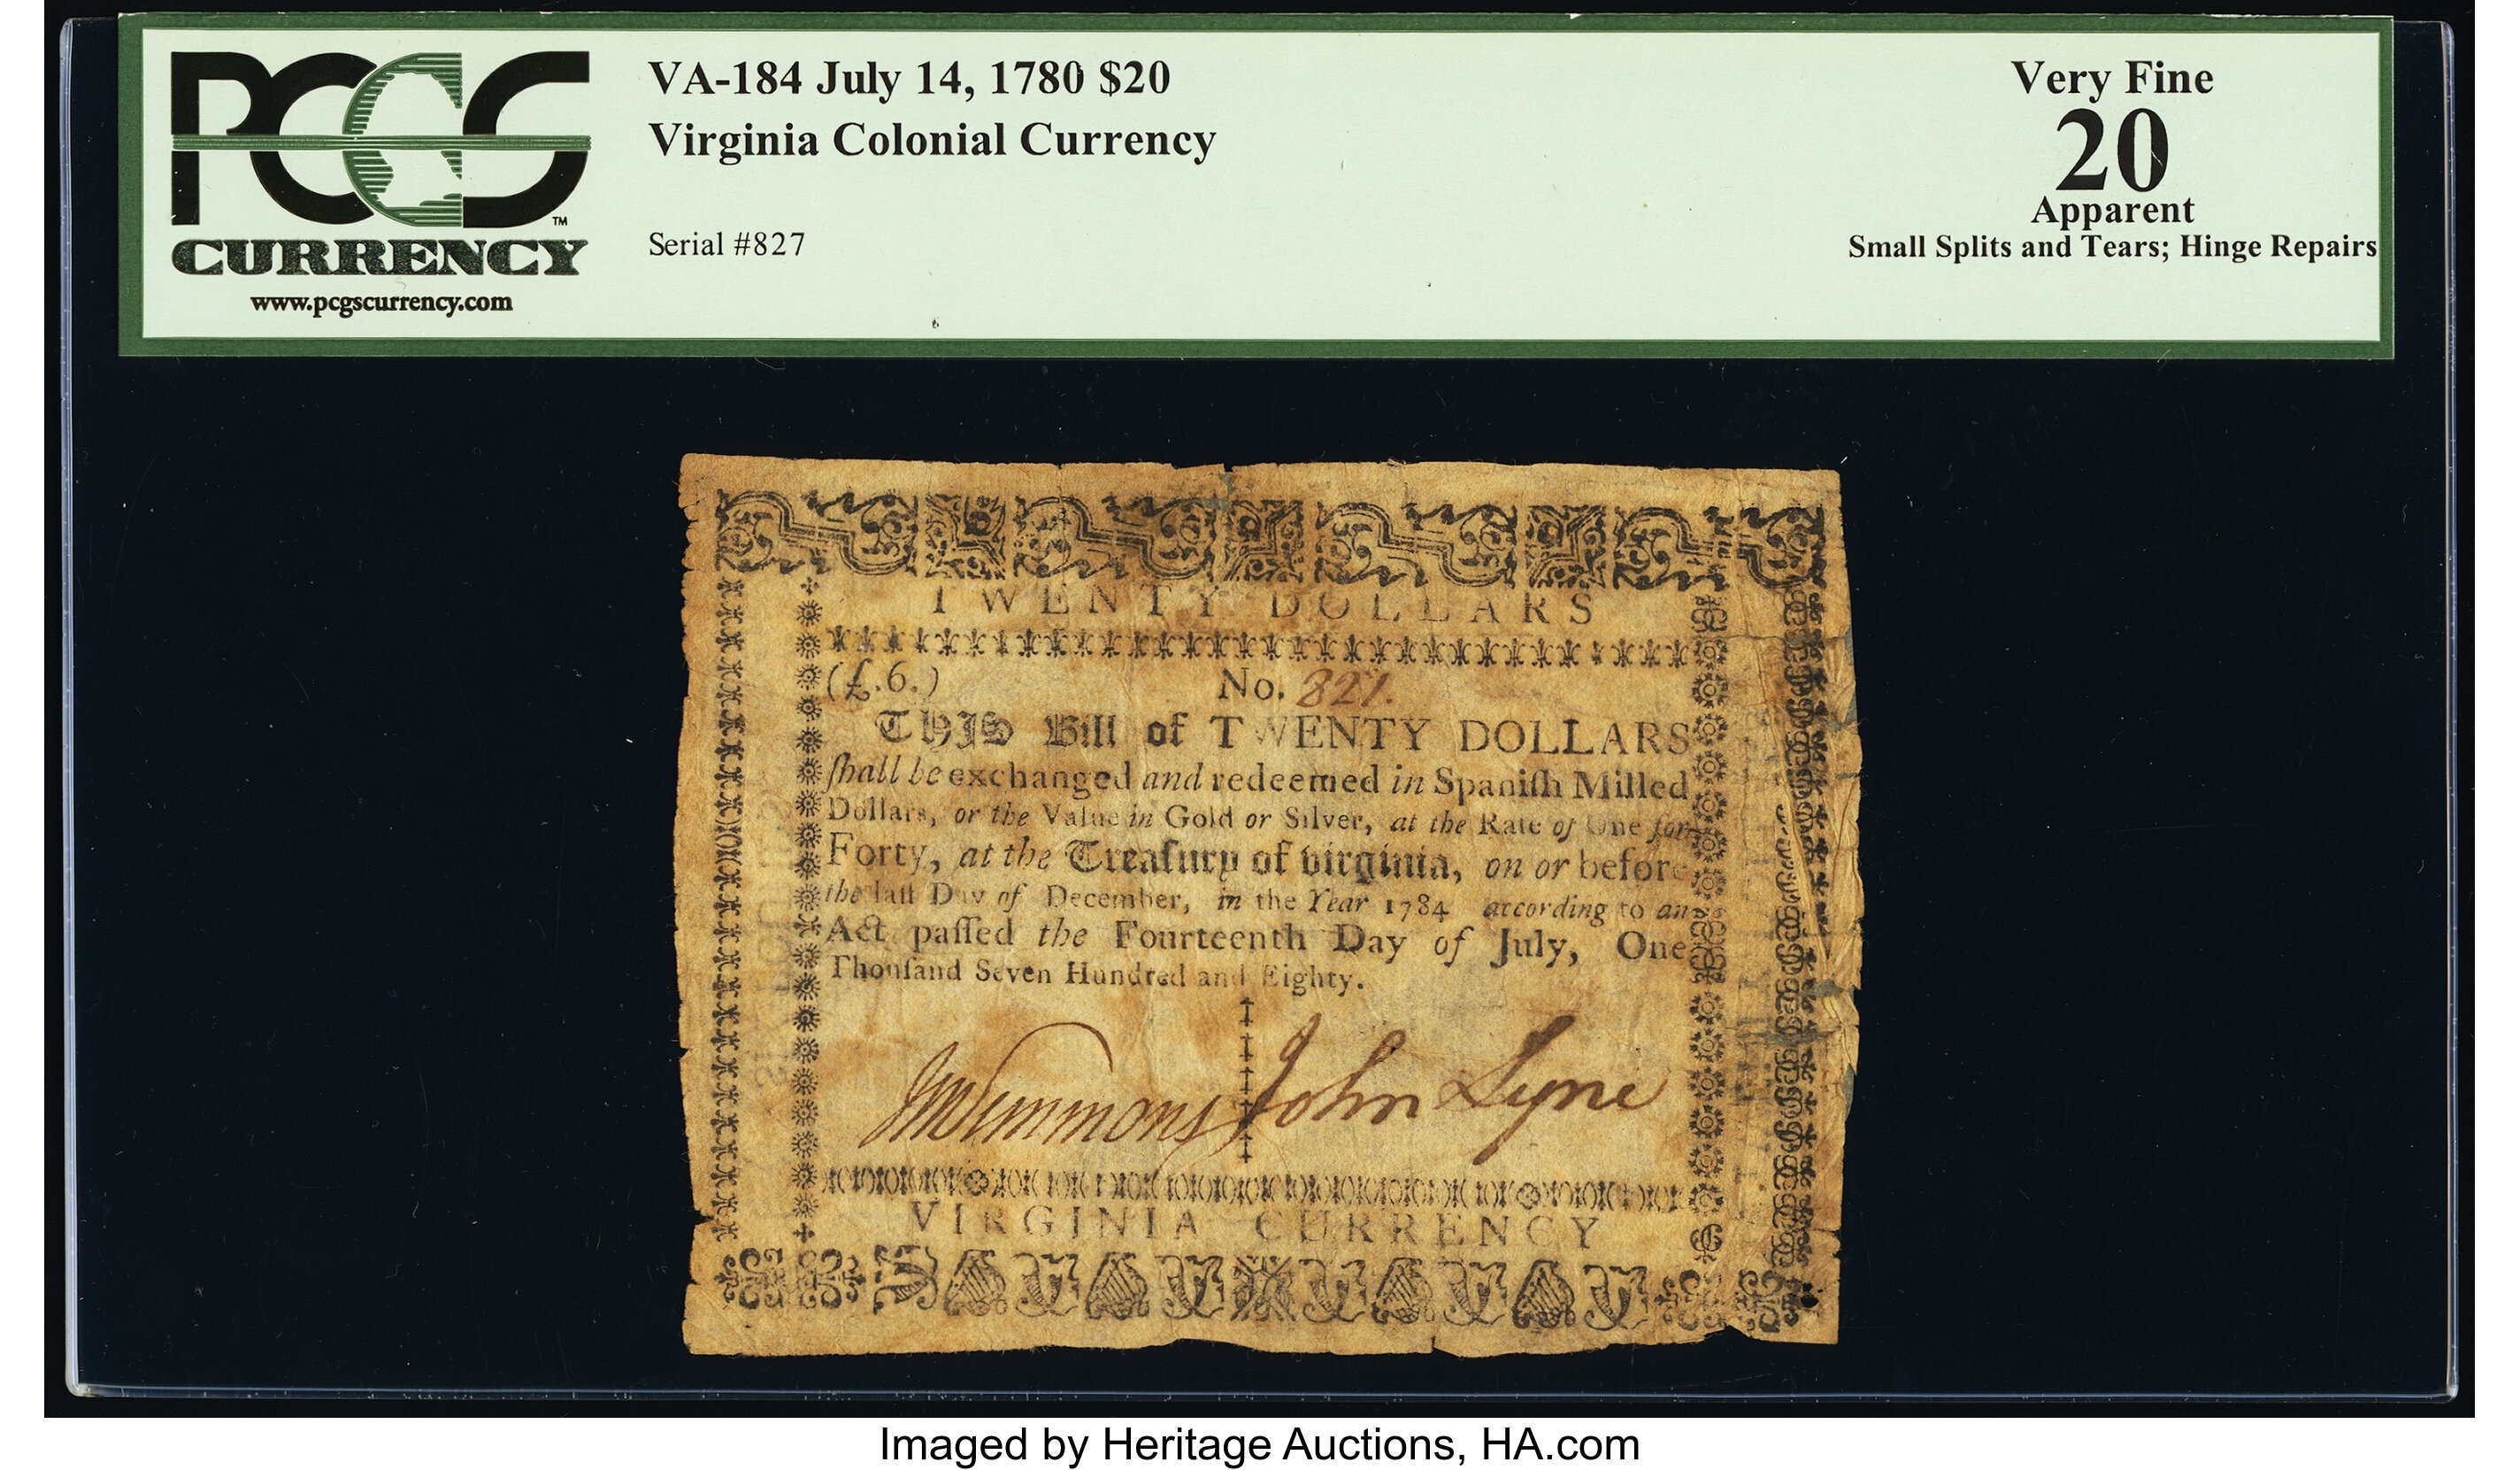 PCGS™
CURRENCY
www.pcgscurrency.com
VA-184 July 14, 1780 $20
Virginia Colonial Currency
Serial #827
Very Fine
20
Apparent
Small Splits and Tears; Hinge Repairs
TWENTY DOLLARS
(£.6.) No. 827.
THIS Bill of TWENTY DOLLARS
ſhall be exchanged and redeemed in Spaniſh Milled
Dollars, or the Value in Gold or Silver, at the Rate of One for
Forty, at the Treaſury of Virginia, on or before
the laſt Day of December, in the Year 1784 according to an
Act paſſed the Fourteenth Day of July, One
Thouſand Seven Hundred and Eighty.
Simmons John Lyne
VIRGINIA CURRENCY
Imaged by Heritage Auctions, HA.com